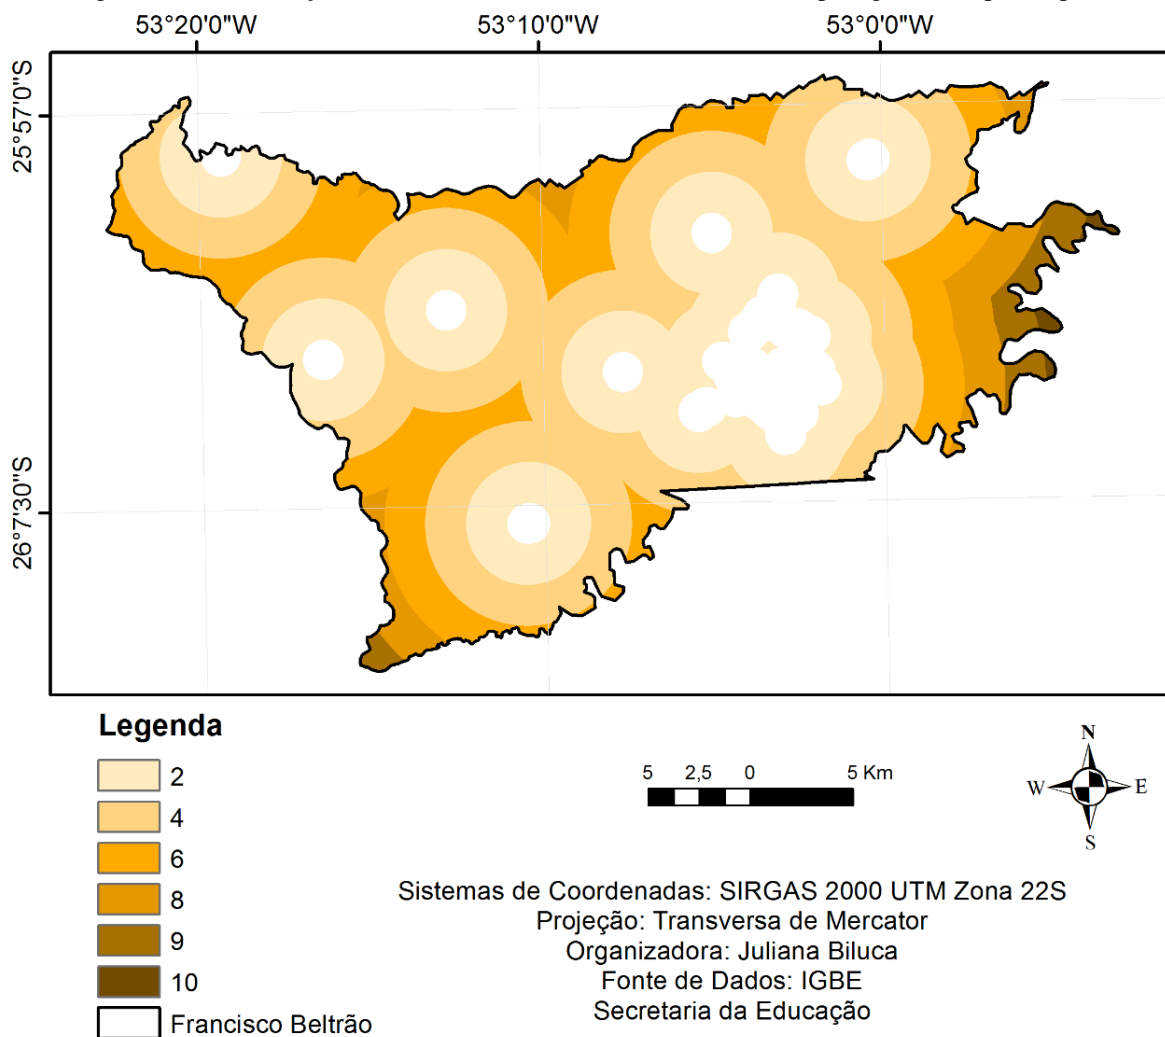 53°20'0"W
53°10'0"W
53°0'0"W
25°57'0"S
26°7'30"S
Legenda
2
4
6
8
9
10
Francisco Beltrão
5 2,5 0 5 Km
N
W E
S
Sistemas de Coordenadas: SIRGAS 2000 UTM Zona 22S
Projeção: Transversa de Mercator
Organizadora: Juliana Biluca
Fonte de Dados: IGBE
Secretaria da Educação